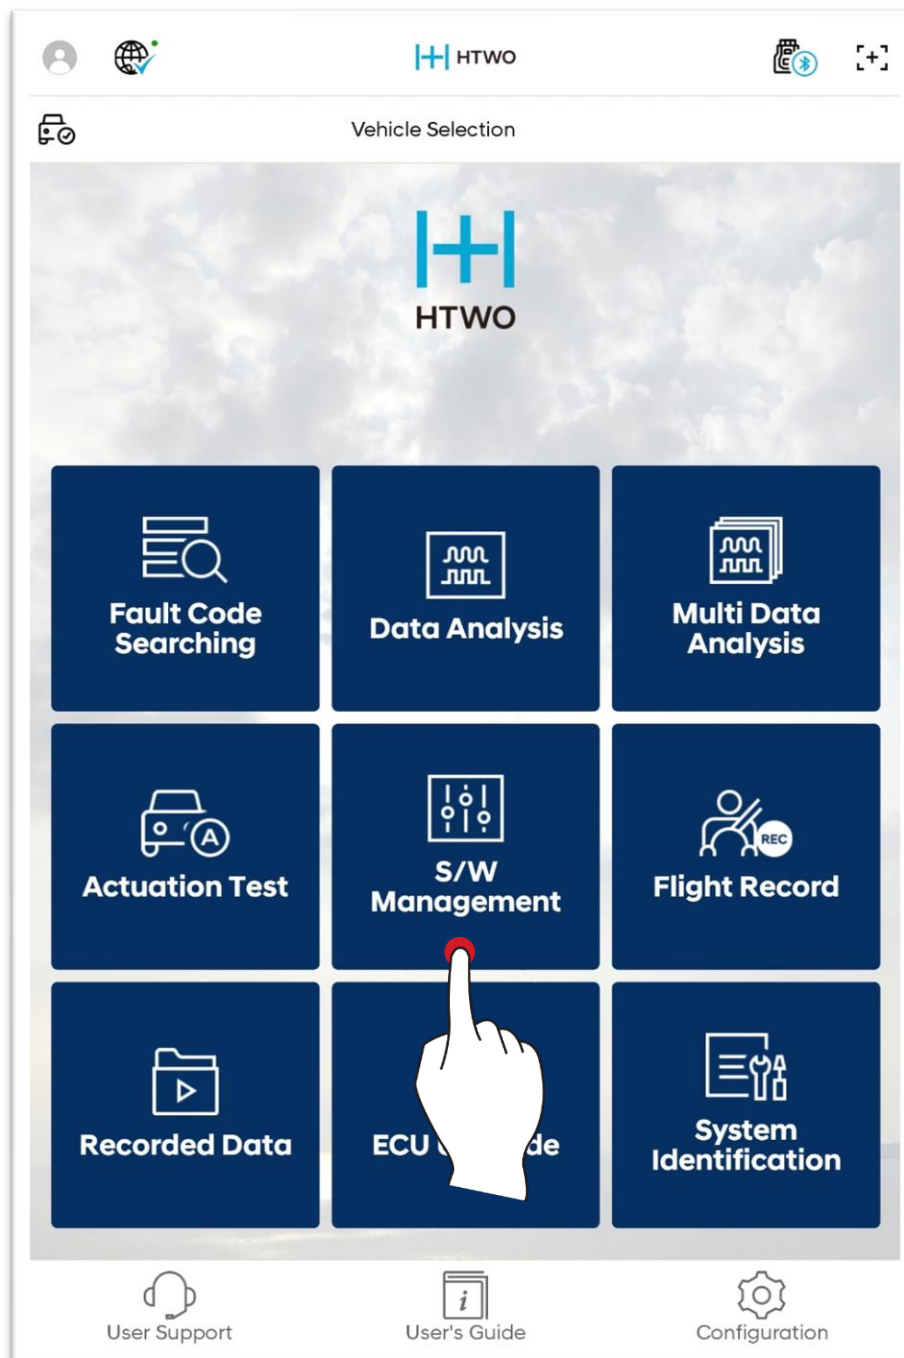 HTWO
Vehicle Selection
HTWO
Fault Code
Searching
Data Analysis
Multi Data
Analysis
Actuation Test
A
S/W
Management
REC
Flight Record
Recorded Data
ECU
System
Identification
User Support
i
User's Guide
Configuration